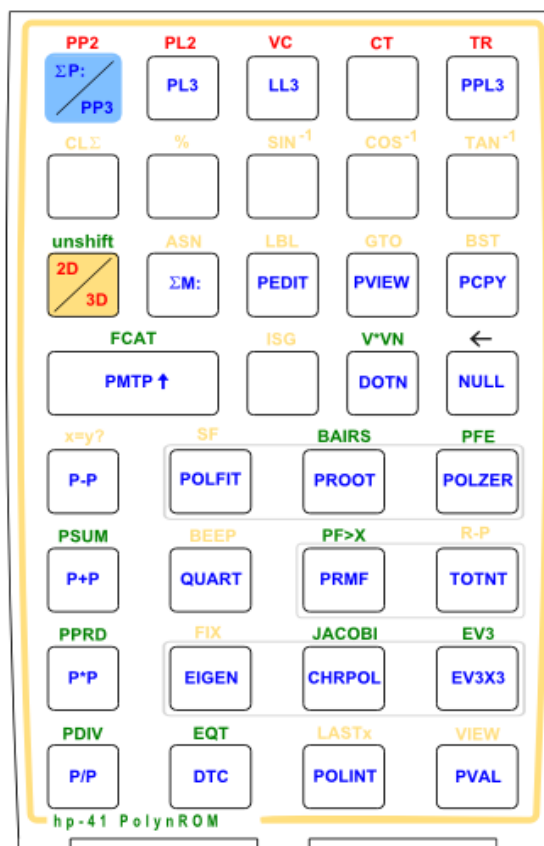 PP2 PL2 VC CT TR
ΣP: PL3 LL3 PPL3
PP3
CLΣ % SIN-1 COS-1 TAN-1
unshift ASN LBL GTO BST
2D ΣM: PEDIT PVIEW PCPY
3D
FCAT ISG V*VN ←
PMTP ↑ DOTN NULL
x=y? SF BAIRS PFE
P-P POLFIT PROOT POLZER
PSUM BEEP PF>X R-P
P+P QUART PRMF TOTNT
PPRD FIX JACOBI EV3
P*P EIGEN CHRPOL EV3X3
PDIV EQT LASTx VIEW
P/P DTC POLINT PVAL
hp-41 PolynROM